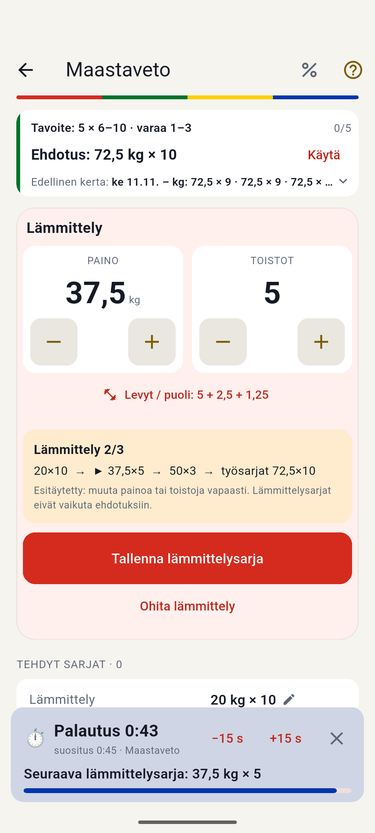 Maastaveto
Tavoite: 5 × 6–10 · varaa 1–3 0/5
Ehdotus: 72,5 kg × 10 Käytä
Edellinen kerta: ke 11.11. – kg: 72,5 × 9 · 72,5 × 9 · 72,5 × ...
Lämmittely
PAINO TOISTOT
37,5 kg 5
− + − +
Levyt / puoli: 5 + 2,5 + 1,25
Lämmittely 2/3
20×10 → ► 37,5×5 → 50×3 → työsarjat 72,5×10
Esitäytetty: muuta painoa tai toistoja vapaasti. Lämmittelysarjat
eivät vaikuta ehdotuksiin.
Tallenna lämmittelysarja
Ohita lämmittely
TEHDYT SARJAT · 0
Lämmittely 20 kg × 10
Palautus 0:43 −15 s +15 s
suositus 0:45 · Maastaveto
Seuraava lämmittelysarja: 37,5 kg × 5